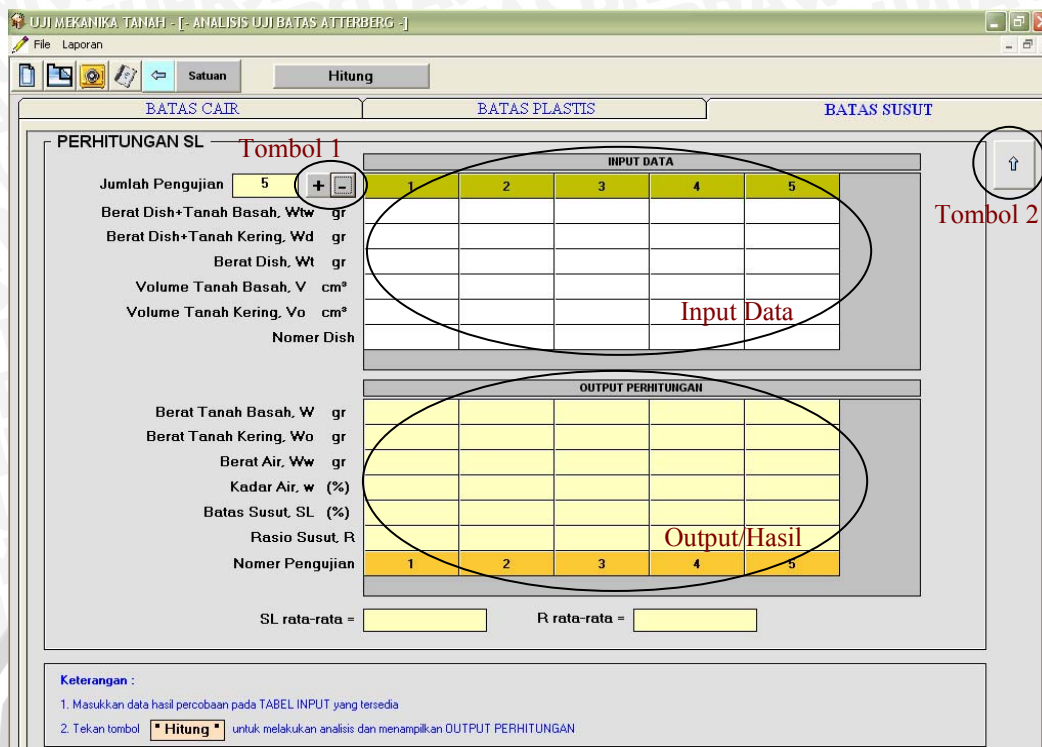 UJI MEKANIKA TANAH - [- ANALISIS UJI BATAS ATTERBERG -]
File Laporan
Satuan Hitung
BATAS CAIR BATAS PLASTIS BATAS SUSUT
PERHITUNGAN SL
Tombol 1
INPUT DATA
Jumlah Pengujian 5 + - 1 2 3 4 5
Tombol 2
Berat Dish+Tanah Basah, Wtw gr
Berat Dish+Tanah Kering, Wd gr
Berat Dish, Wt gr
Volume Tanah Basah, V cm³
Volume Tanah Kering, Vo cm³
Input Data
Nomer Dish
OUTPUT PERHITUNGAN
Berat Tanah Basah, W gr
Berat Tanah Kering, Wo gr
Berat Air, Ww gr
Kadar Air, w (%)
Batas Susut, SL (%)
Rasio Susut, R
Output/Hasil
Nomer Pengujian 1 2 3 4 5
SL rata-rata = R rata-rata =
Keterangan :
1. Masukkan data hasil percobaan pada TABEL INPUT yang tersedia
2. Tekan tombol " Hitung " untuk melakukan analisis dan menampilkan OUTPUT PERHITUNGAN